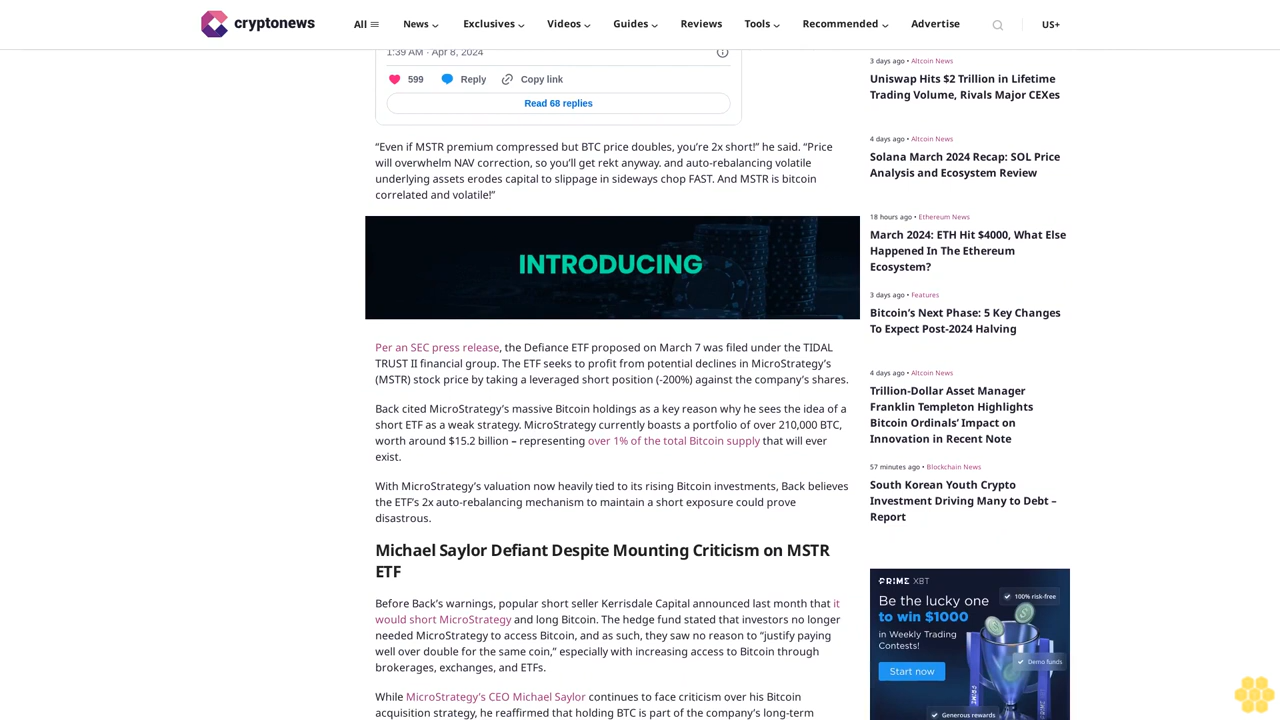 cryptonews
All
News
Exclusives
Videos
Guides
Reviews
Tools
Recommended
Advertise
US+
1:39 AM · Apr 8, 2024
599
Reply
Copy link
Read 68 replies
“Even if MSTR premium compressed but BTC price doubles, you’re 2x short!” he said. “Price
will overwhelm NAV correction, so you’ll get rekt anyway. and auto-rebalancing volatile
underlying assets erodes capital to slippage in sideways chop FAST. And MSTR is bitcoin
correlated and volatile!”
INTRODUCING
Per an SEC press release, the Defiance ETF proposed on March 7 was filed under the TIDAL
TRUST II financial group. The ETF seeks to profit from potential declines in MicroStrategy’s
(MSTR) stock price by taking a leveraged short position (-200%) against the company’s shares.
Back cited MicroStrategy’s massive Bitcoin holdings as a key reason why he sees the idea of a
short ETF as a weak strategy. MicroStrategy currently boasts a portfolio of over 210,000 BTC,
worth around $15.2 billion – representing over 1% of the total Bitcoin supply that will ever
exist.
With MicroStrategy’s valuation now heavily tied to its rising Bitcoin investments, Back believes
the ETF’s 2x auto-rebalancing mechanism to maintain a short exposure could prove
disastrous.
Michael Saylor Defiant Despite Mounting Criticism on MSTR
ETF
Before Back’s warnings, popular short seller Kerrisdale Capital announced last month that it
would short MicroStrategy and long Bitcoin. The hedge fund stated that investors no longer
needed MicroStrategy to access Bitcoin, and as such, they saw no reason to “justify paying
well over double for the same coin,” especially with increasing access to Bitcoin through
brokerages, exchanges, and ETFs.
While MicroStrategy’s CEO Michael Saylor continues to face criticism over his Bitcoin
acquisition strategy, he reaffirmed that holding BTC is part of the company’s long-term
3 days ago • Altcoin News
Uniswap Hits $2 Trillion in Lifetime
Trading Volume, Rivals Major CEXes
4 days ago • Altcoin News
Solana March 2024 Recap: SOL Price
Analysis and Ecosystem Review
18 hours ago • Ethereum News
March 2024: ETH Hit $4000, What Else
Happened In The Ethereum
Ecosystem?
3 days ago • Features
Bitcoin’s Next Phase: 5 Key Changes
To Expect Post-2024 Halving
4 days ago • Altcoin News
Trillion-Dollar Asset Manager
Franklin Templeton Highlights
Bitcoin Ordinals’ Impact on
Innovation in Recent Note
57 minutes ago • Blockchain News
South Korean Youth Crypto
Investment Driving Many to Debt –
Report
PRIME XBT
Be the lucky one
to win $1000
in Weekly Trading
Contests!
Start now
100% risk-free
Demo funds
Generous rewards